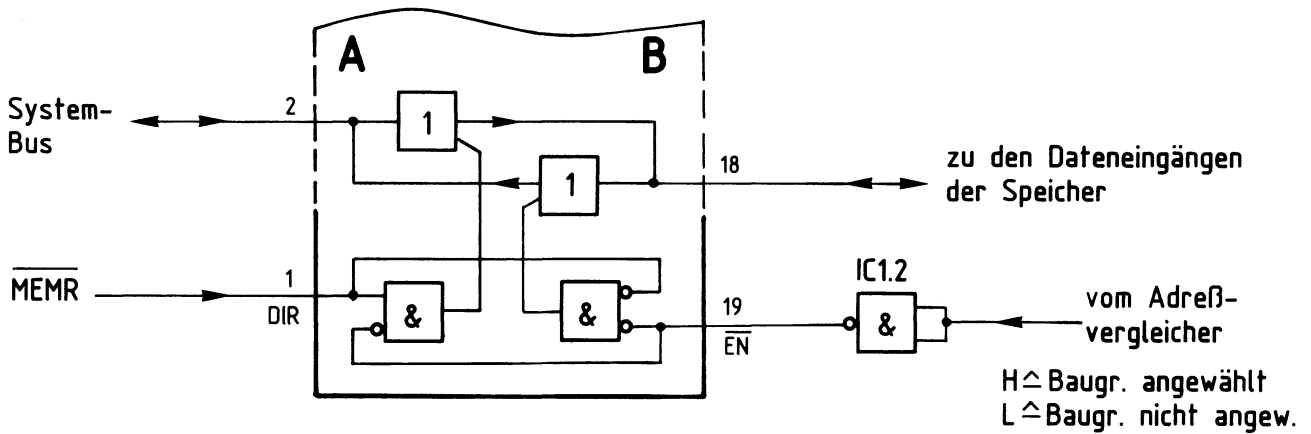 A B
System-
Bus
2
1
1
18
zu den Dateneingängen
der Speicher
MEMR
1
DIR
&
&
19
EN
IC1.2
&
vom Adreß-
vergleicher
H≙Baugr. angewählt
L≙Baugr. nicht angew.